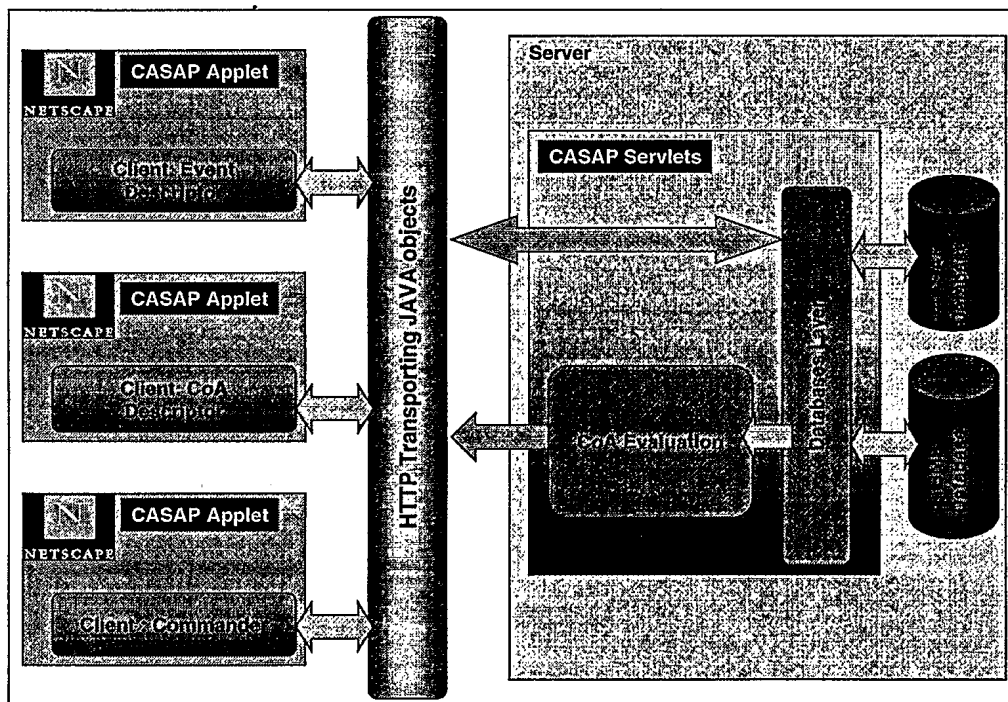 NETSCAPE
CASAP Applet
Client: Event
Descriptor
NETSCAPE
CASAP Applet
Client: CoA
Descriptor
NETSCAPE
CASAP Applet
Client: Commander
HTTP, Transporting JAVA objects
Server
CASAP Servlets
CoA Evaluation
Databases Layer